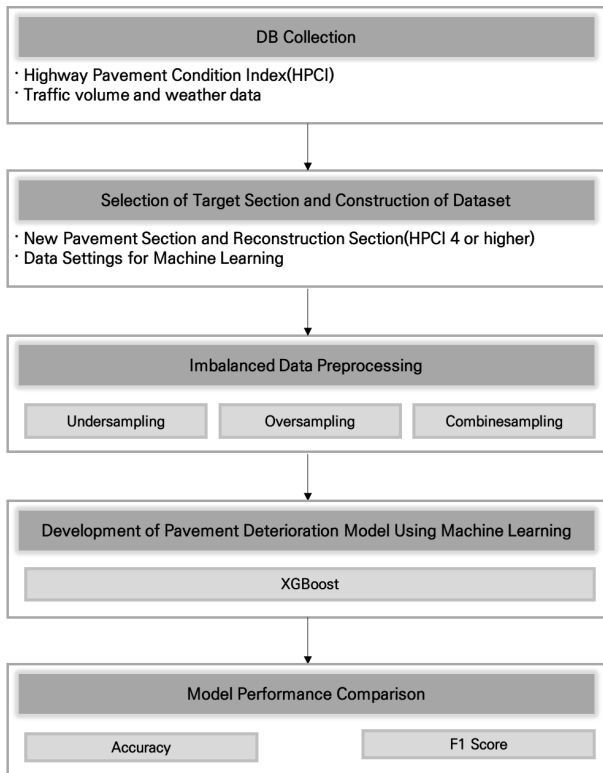 DB Collection
· Highway Pavement Condition Index(HPCI)
· Traffic volume and weather data
Selection of Target Section and Construction of Dataset
· New Pavement Section and Reconstruction Section(HPCI 4 or higher)
· Data Settings for Machine Learning
Imbalanced Data Preprocessing
Undersampling
Oversampling
Combinesampling
Development of Pavement Deterioration Model Using Machine Learning
XGBoost
Model Performance Comparison
Accuracy
F1 Score